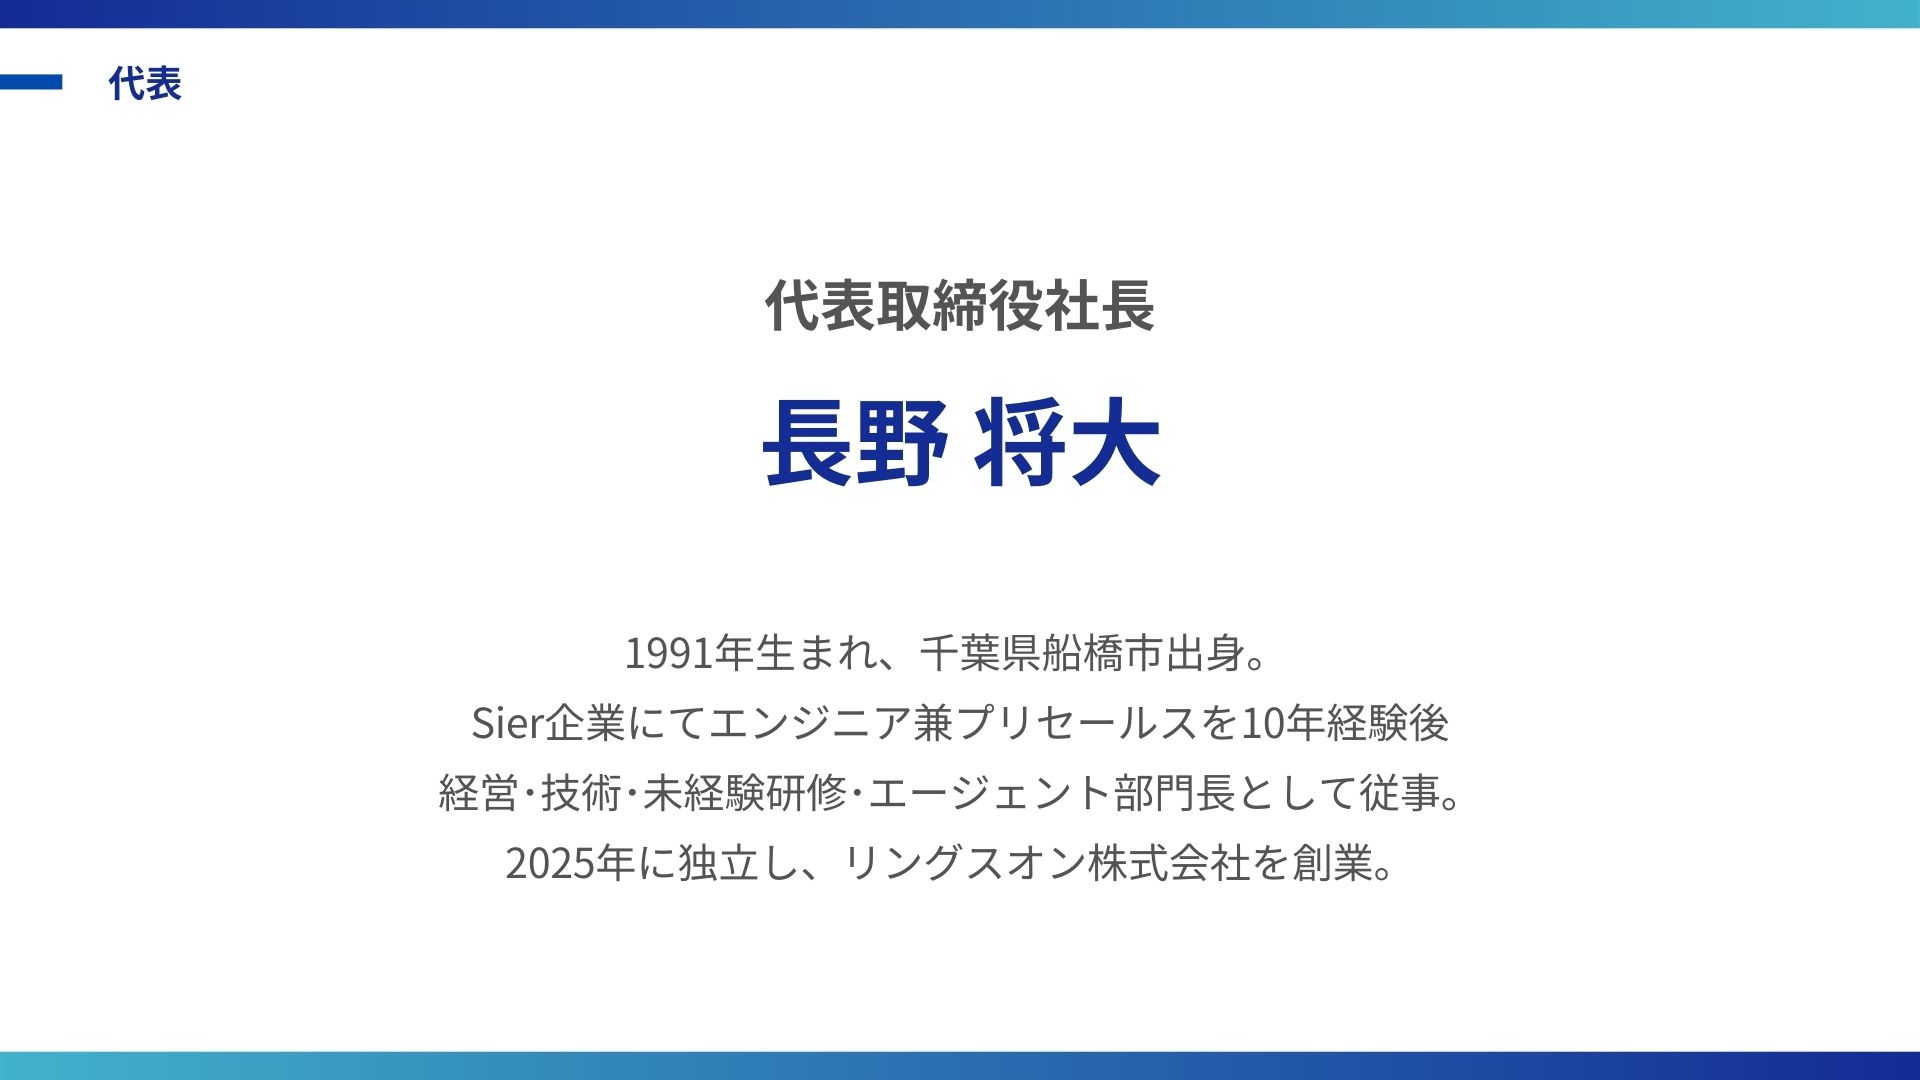 代表
代表取締役社長
長野 将大
1991年生まれ、千葉県船橋市出身。
Sier企業にてエンジニア兼プリセールスを10年経験後
経営･技術･未経験研修･エージェント部門長として従事。
2025年に独立し、リングスオン株式会社を創業。